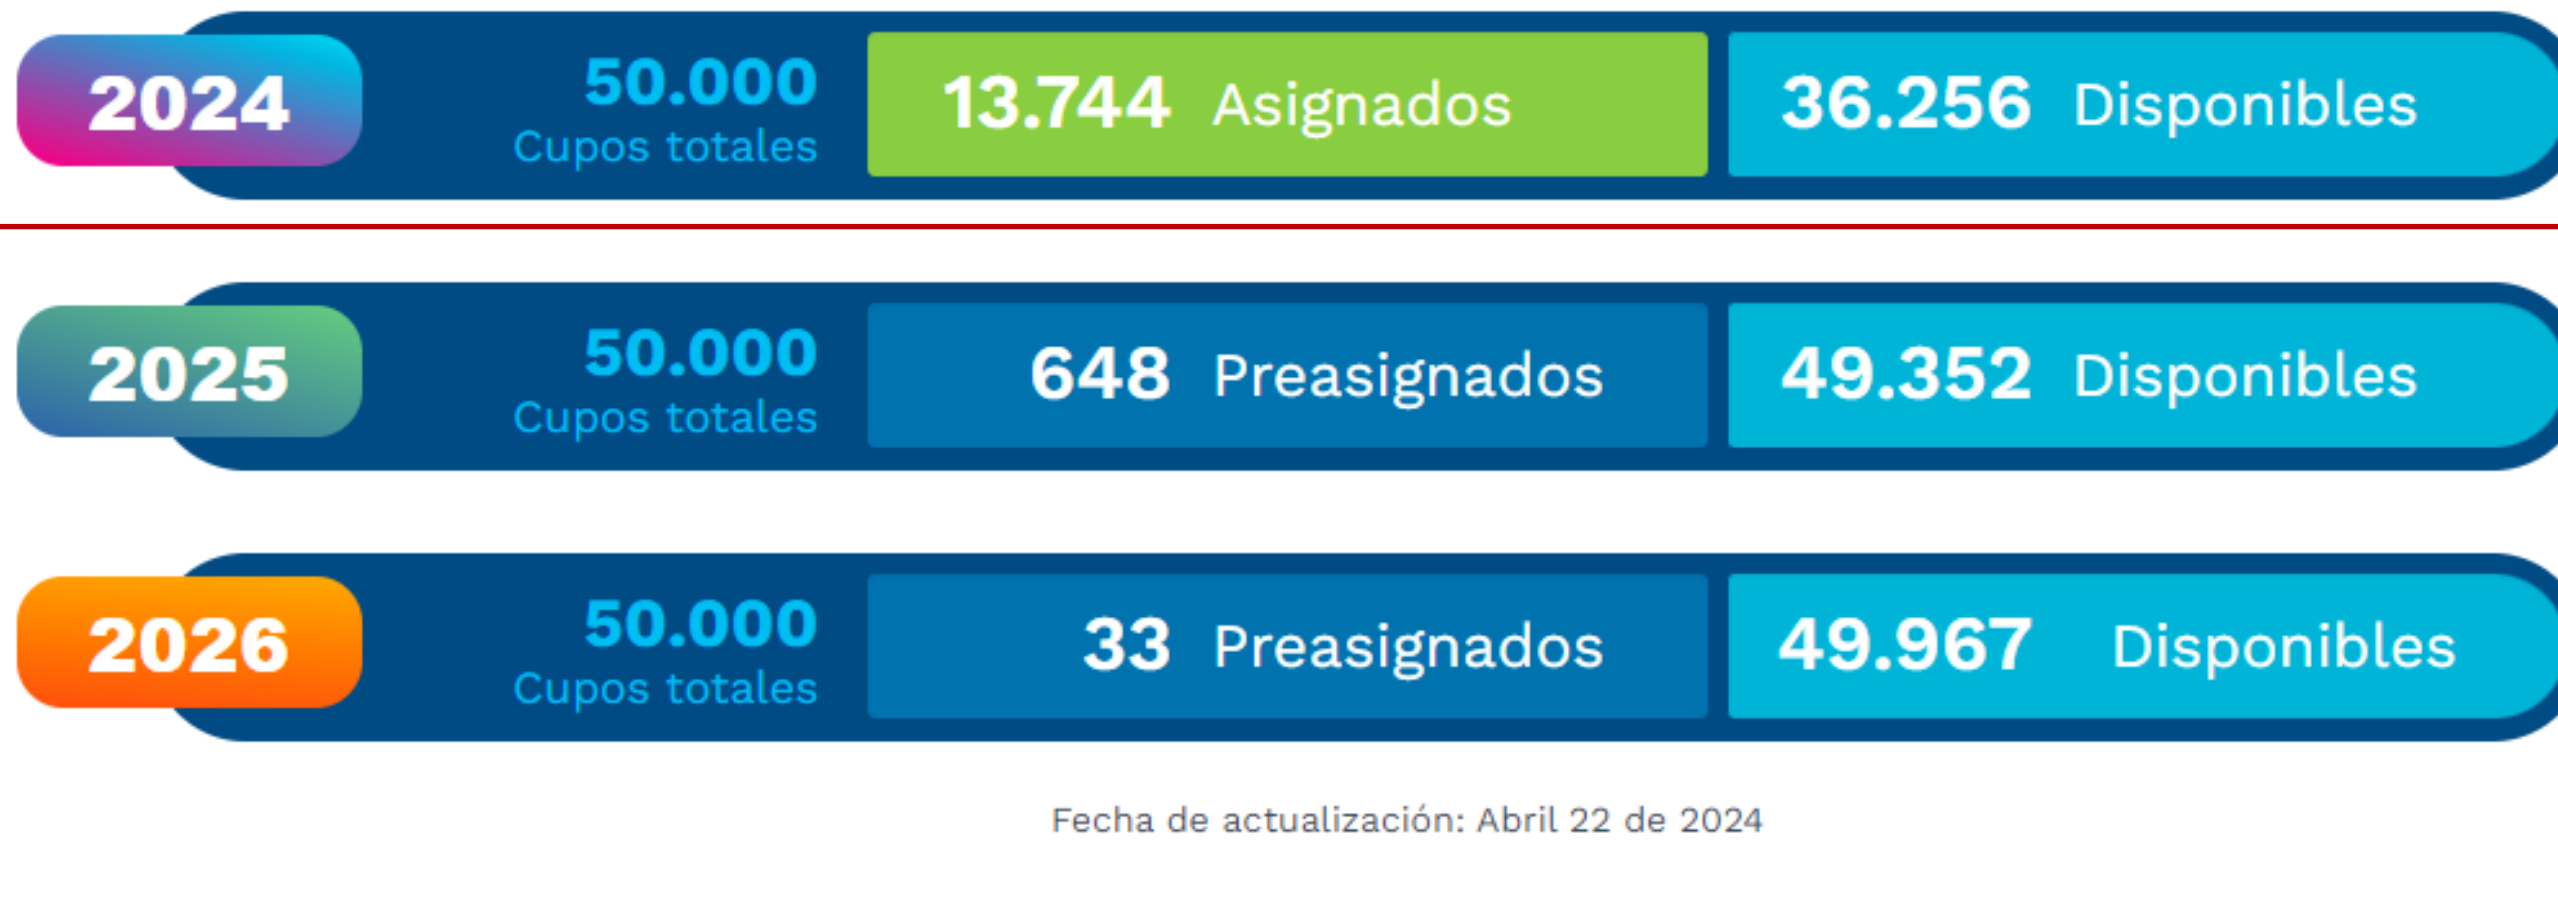 2024 50.000 Cupos totales 13.744 Asignados 36.256 Disponibles
2025 50.000 Cupos totales 648 Preasignados 49.352 Disponibles
2026 50.000 Cupos totales 33 Preasignados 49.967 Disponibles
Fecha de actualización: Abril 22 de 2024